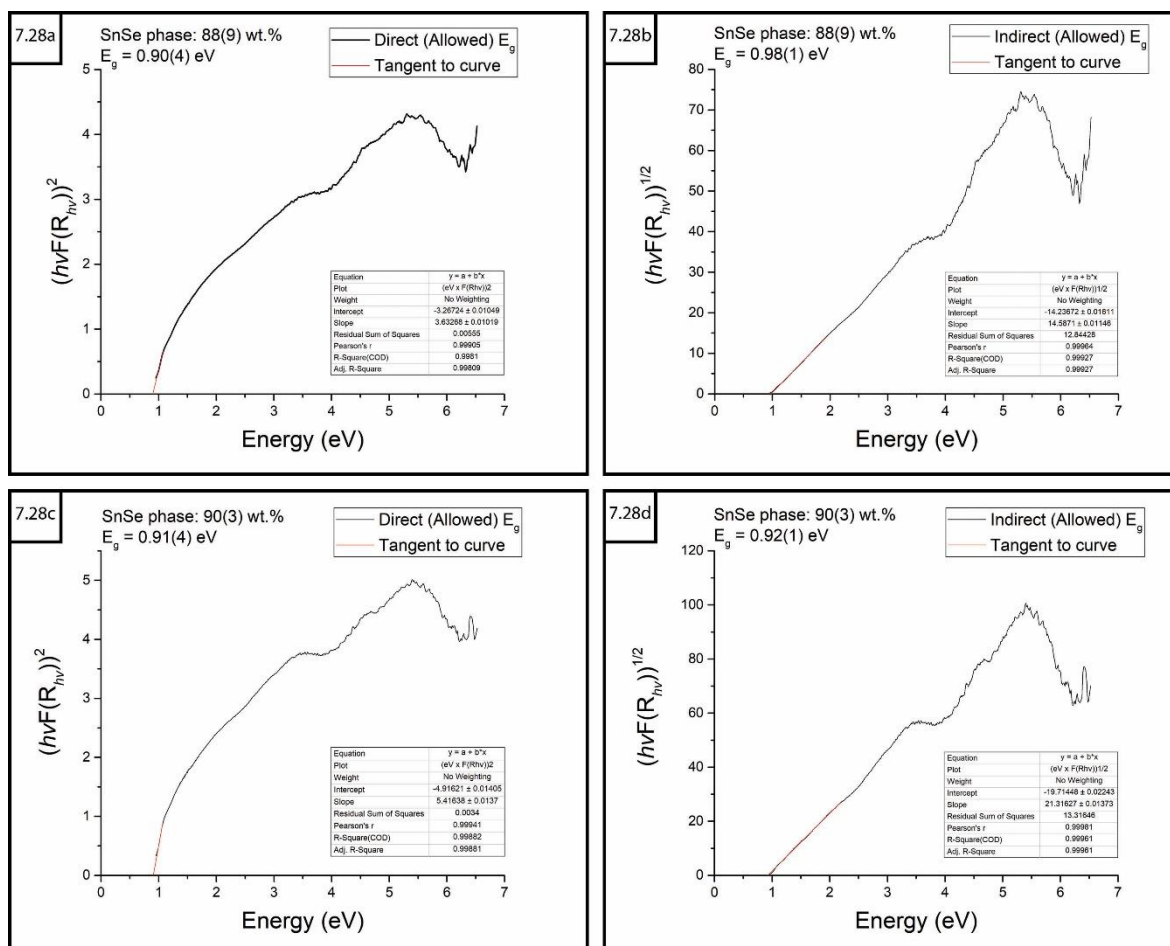 7.28a
SnSe phase: 88(9) wt.%
E_g = 0.90(4) eV
Direct (Allowed) E_g
Tangent to curve
(hνF(R_hν))^2
5
4
3
2
1
0
Equation y = a + b*x
Plot (eV x F(Rhv))2
Weight No Weighting
Intercept -3.26724 ± 0.01049
Slope 3.63268 ± 0.01019
Residual Sum of Squares 0.00555
Pearson's r 0.99905
R-Square(COD) 0.9981
Adj. R-Square 0.99809
0 1 2 3 4 5 6 7
Energy (eV)
7.28b
SnSe phase: 88(9) wt.%
E_g = 0.98(1) eV
Indirect (Allowed) E_g
Tangent to curve
(hνF(R_hν))^1/2
80
70
60
50
40
30
20
10
0
Equation y = a + b*x
Plot (eV x F(Rhv))1/2
Weight No Weighting
Intercept -14.23672 ± 0.01611
Slope 14.5871 ± 0.01146
Residual Sum of Squares 12.84428
Pearson's r 0.99964
R-Square(COD) 0.99927
Adj. R-Square 0.99927
0 1 2 3 4 5 6 7
Energy (eV)
7.28c
SnSe phase: 90(3) wt.%
E_g = 0.91(4) eV
Direct (Allowed) E_g
Tangent to curve
(hνF(R_hν))^2
5
4
3
2
1
0
Equation y = a + b*x
Plot (eV x F(Rhv))2
Weight No Weighting
Intercept -4.91621 ± 0.01405
Slope 5.41638 ± 0.0137
Residual Sum of Squares 0.0034
Pearson's r 0.99941
R-Square(COD) 0.99882
Adj. R-Square 0.99881
0 1 2 3 4 5 6 7
Energy (eV)
7.28d
SnSe phase: 90(3) wt.%
E_g = 0.92(1) eV
Indirect (Allowed) E_g
Tangent to curve
(hνF(R_hν))^1/2
120
100
80
60
40
20
0
Equation y = a + b*x
Plot (eV x F(Rhv))1/2
Weight No Weighting
Intercept -19.71448 ± 0.02243
Slope 21.31627 ± 0.01373
Residual Sum of Squares 13.31646
Pearson's r 0.99981
R-Square(COD) 0.99961
Adj. R-Square 0.99961
0 1 2 3 4 5 6 7
Energy (eV)